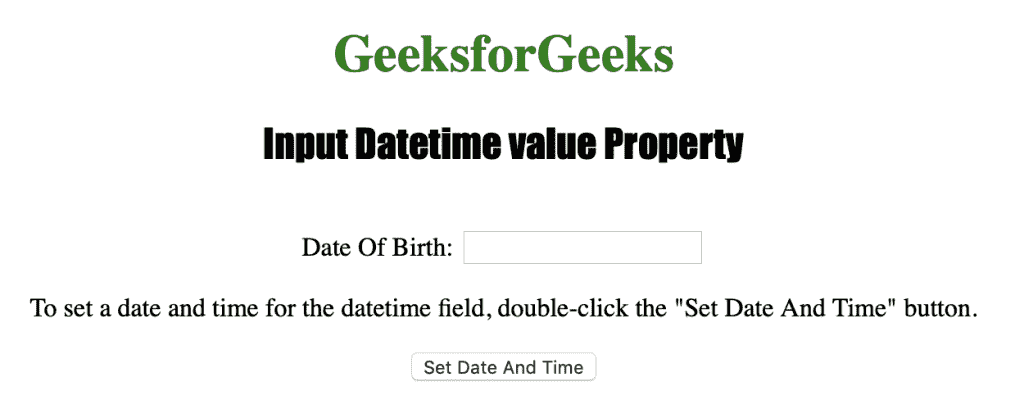 GeeksforGeeks
Input Datetime value Property
Date Of Birth:
To set a date and time for the datetime field, double-click the "Set Date And Time" button.
Set Date And Time